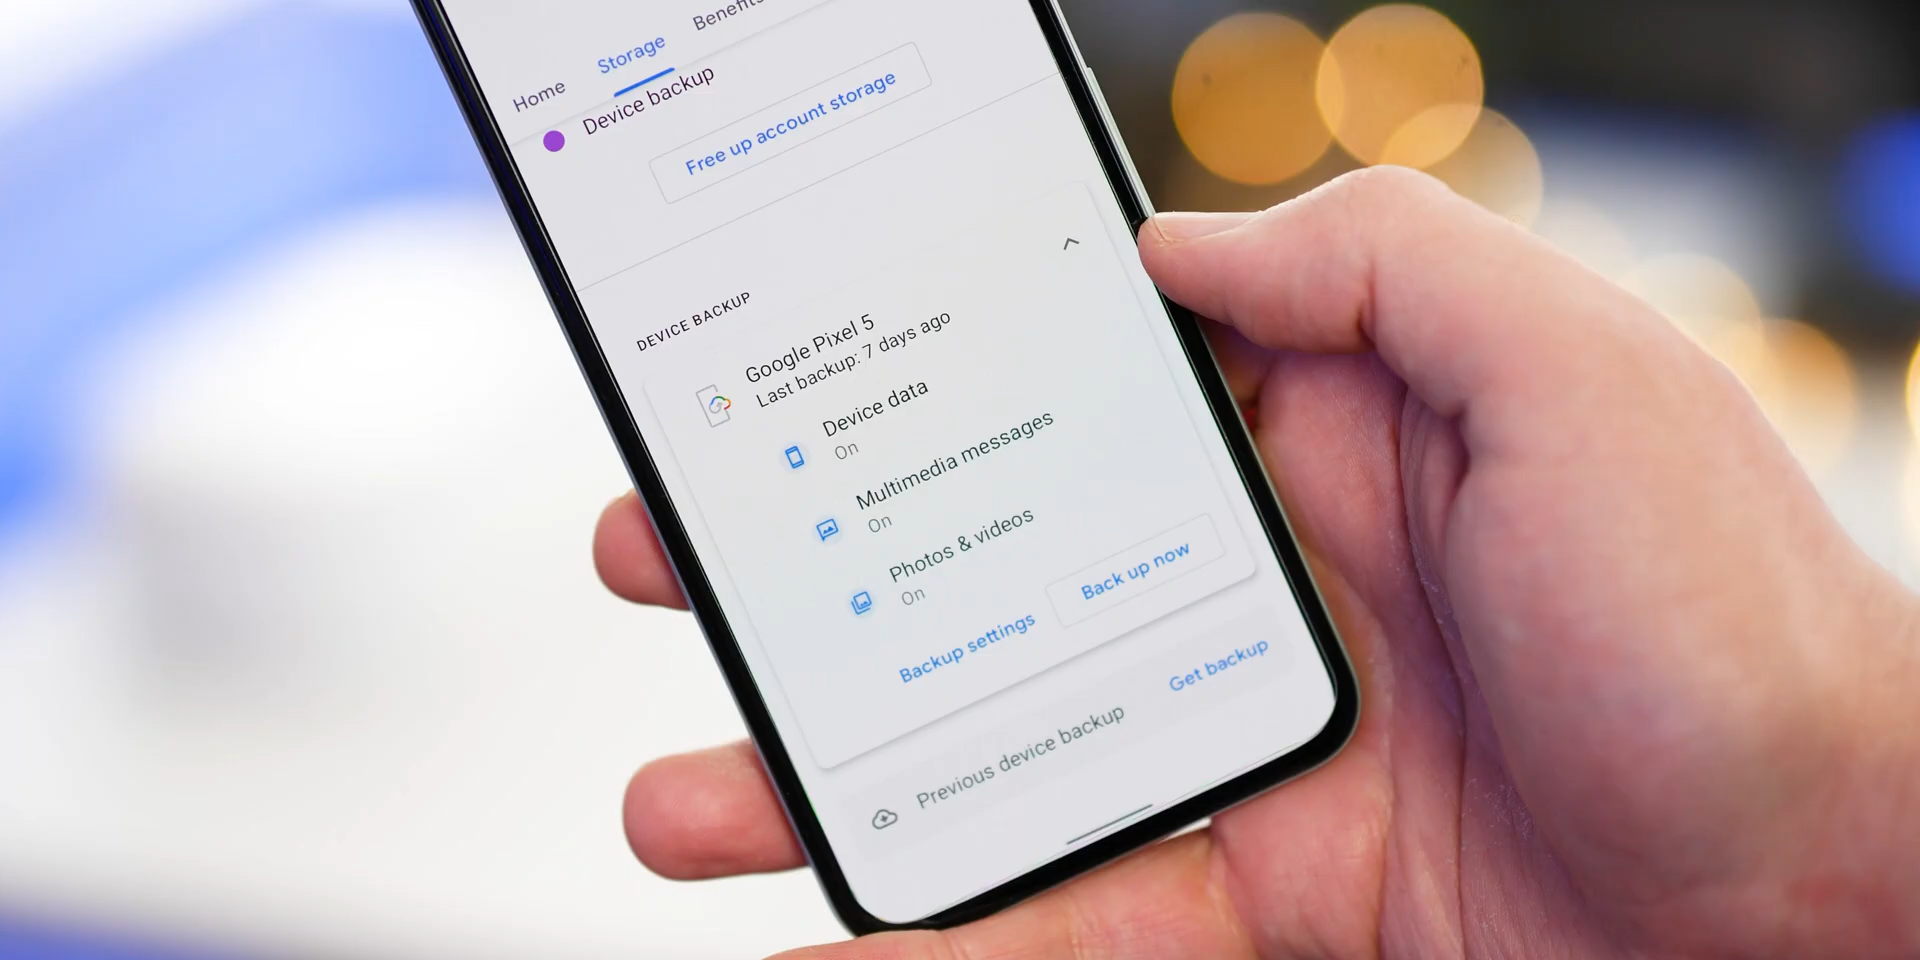 Home
Storage
Benefits
Device backup
Free up account storage
DEVICE BACKUP
Google Pixel 5
Last backup: 7 days ago
Device data
On
Multimedia messages
On
Photos & videos
On
Backup settings
Back up now
Previous device backup
Get backup